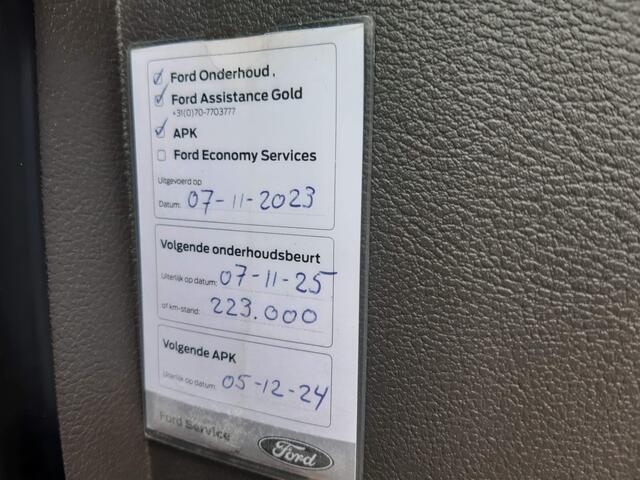 Ford Onderhoud.
Ford Assistance Gold
+31(0)70-7703777
APK
Ford Economy Services
Uitgevoerd op
Datum: 07-11-2023
Volgende onderhoudsbeurt
Uiterlijk op datum: 07-11-25
of km-stand: 223.000
Volgende APK
Uiterlijk op datum: 05-12-24
Ford Service
Ford